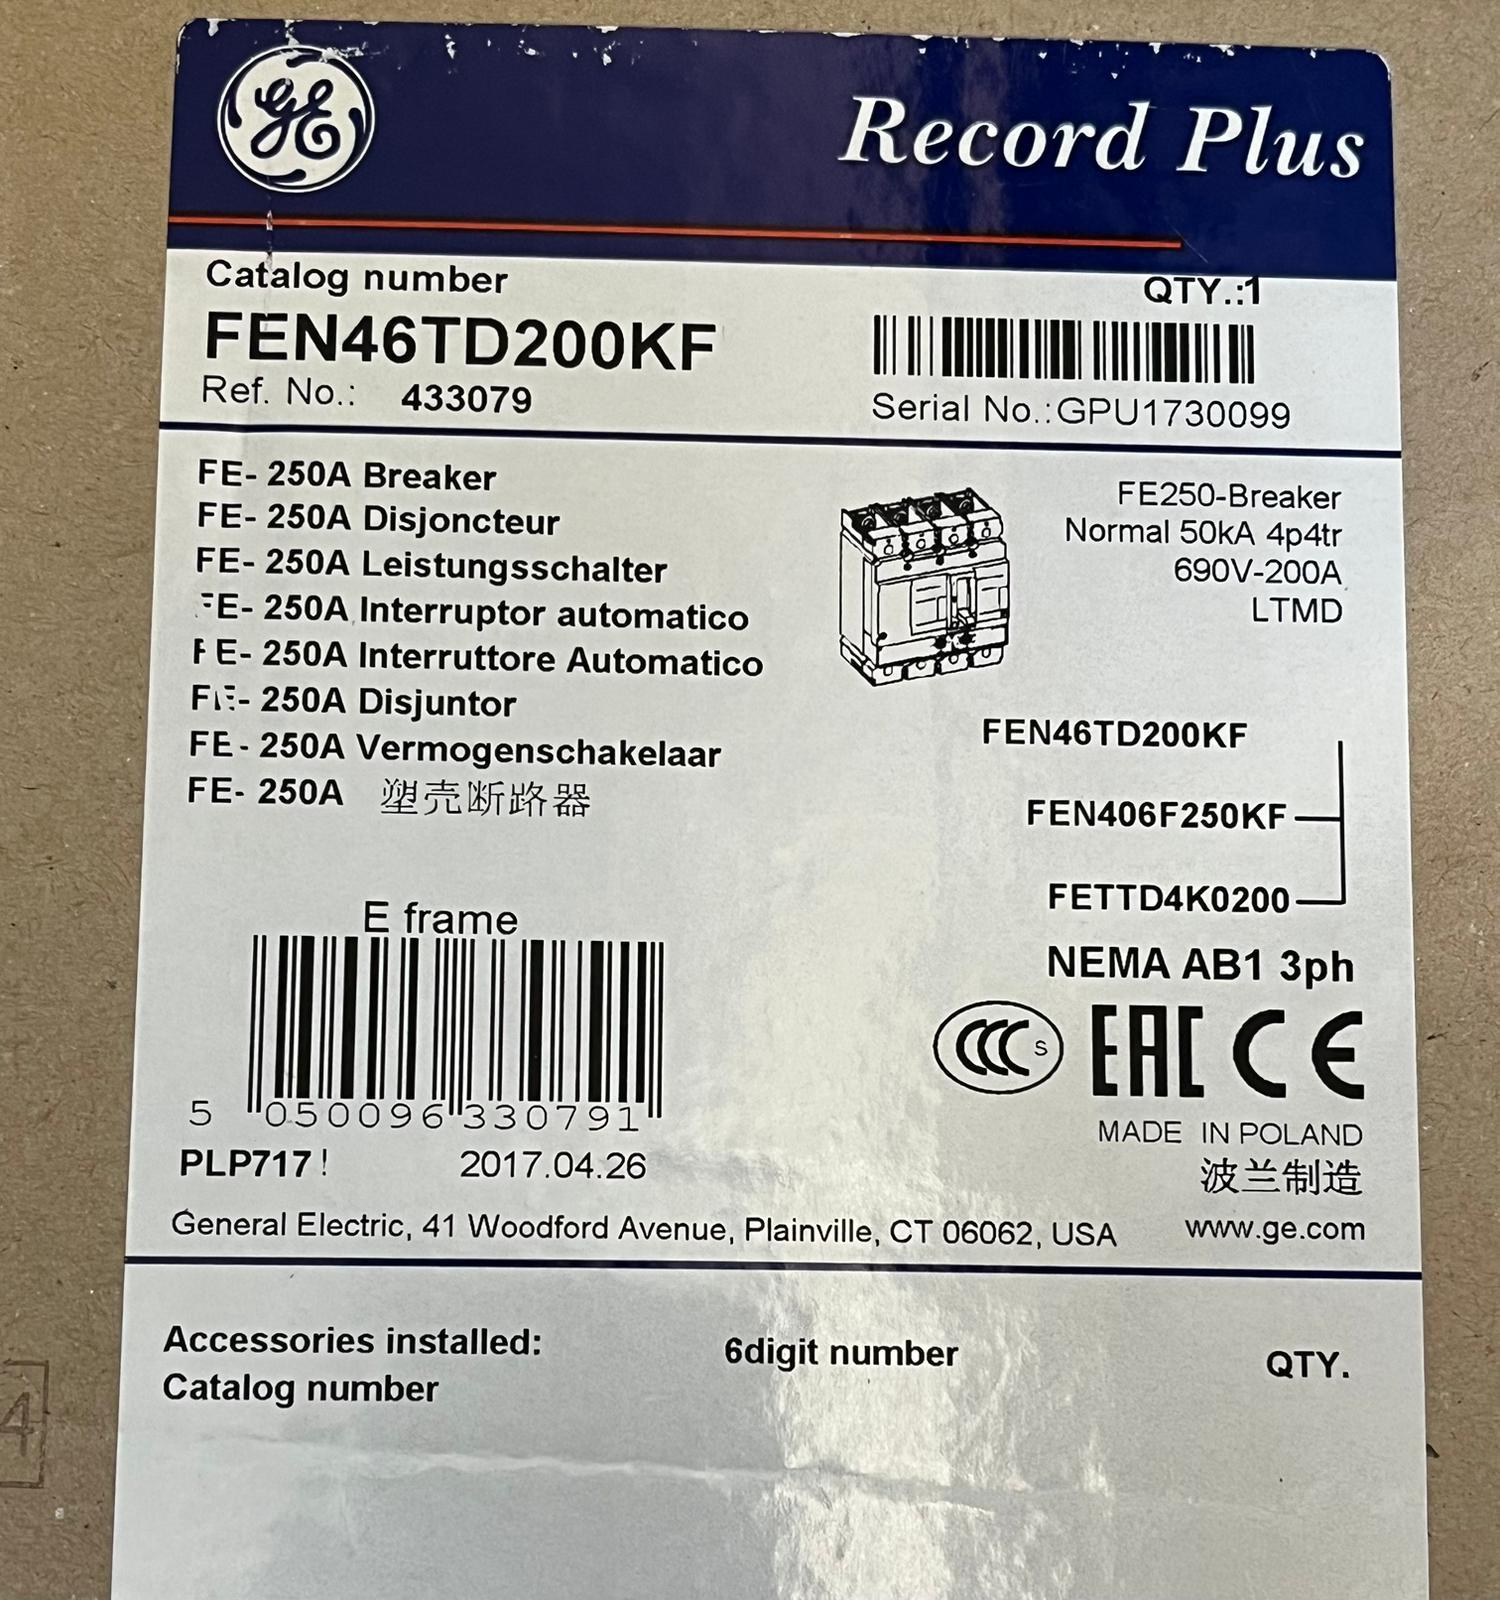 GE
Record Plus
Catalog number
QTY.:1
FEN46TD200KF
Ref. No.: 433079
Serial No.:GPU1730099
FE- 250A Breaker
FE- 250A Disjoncteur
FE- 250A Leistungsschalter
FE- 250A Interruptor automatico
FE- 250A Interruttore Automatico
FE- 250A Disjuntor
FE- 250A Vermogenschakelaar
FE- 250A 塑壳断路器
FE250-Breaker
Normal 50kA 4p4tr
690V-200A
LTMD
FEN46TD200KF
FEN406F250KF
FETTD4K0200
NEMA AB1 3ph
CCC S EAC CE
MADE IN POLAND
波兰制造
E frame
5 050096 330791
PLP717! 2017.04.26
General Electric, 41 Woodford Avenue, Plainville, CT 06062, USA www.ge.com
Accessories installed:
Catalog number
6digit number
QTY.
4